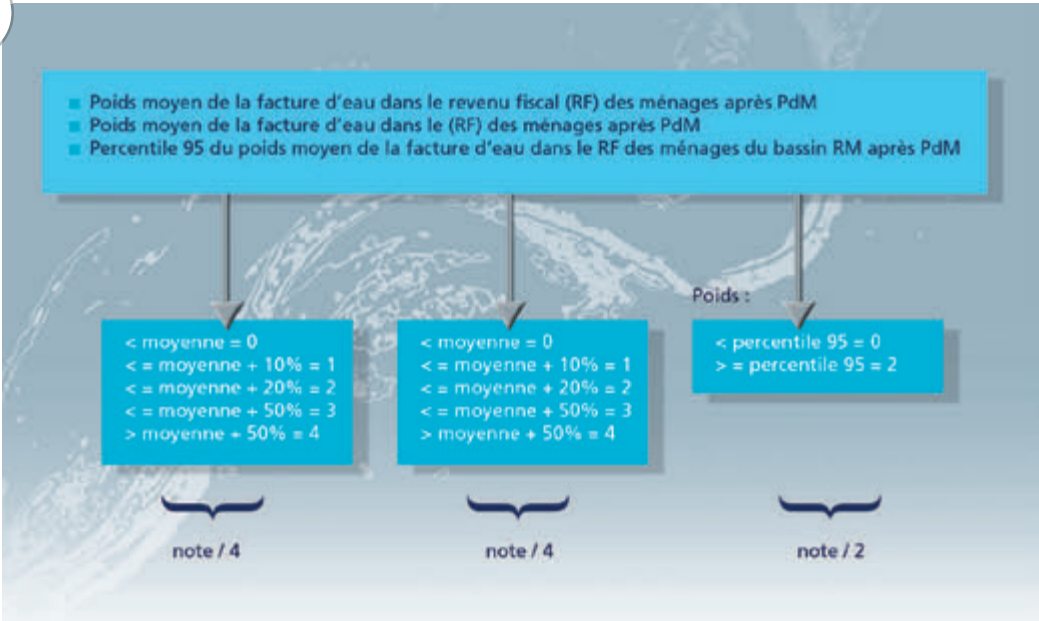 Poids moyen de la facture d'eau dans le revenu fiscal (RF) des ménages après PdM
Poids moyen de la facture d'eau dans le (RF) des ménages après PdM
Percentile 95 du poids moyen de la facture d'eau dans le RF des ménages du bassin RM après PdM
< moyenne = 0
< = moyenne + 10% = 1
< = moyenne + 20% = 2
< = moyenne + 50% = 3
> moyenne + 50% = 4
note / 4
< moyenne = 0
< = moyenne + 10% = 1
< = moyenne + 20% = 2
< = moyenne + 50% = 3
> moyenne + 50% = 4
note / 4
Poids :
< percentile 95 = 0
> = percentile 95 = 2
note / 2